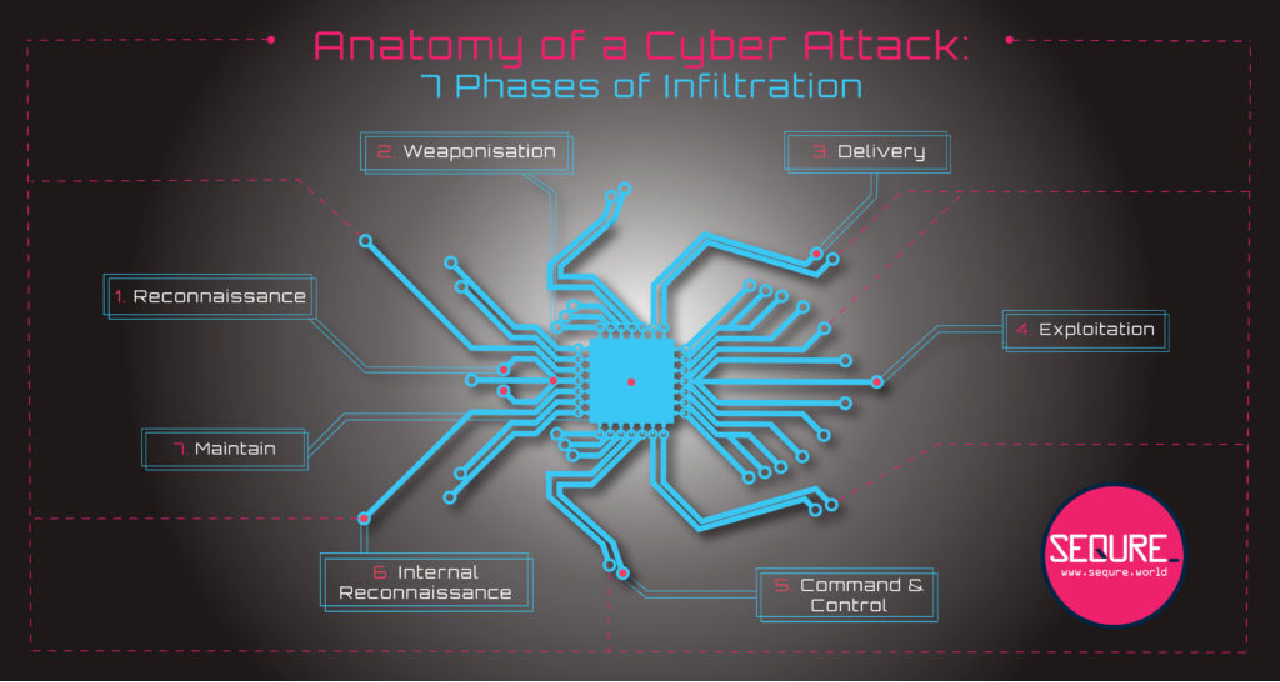 Anatomy of a Cyber Attack:
7 Phases of Infiltration
2. Weaponisation
3. Delivery
1. Reconnaissance
4. Exploitation
7. Maintain
6. Internal
Reconnaissance
5. Command &
Control
SEQURE_
www.sequre.world